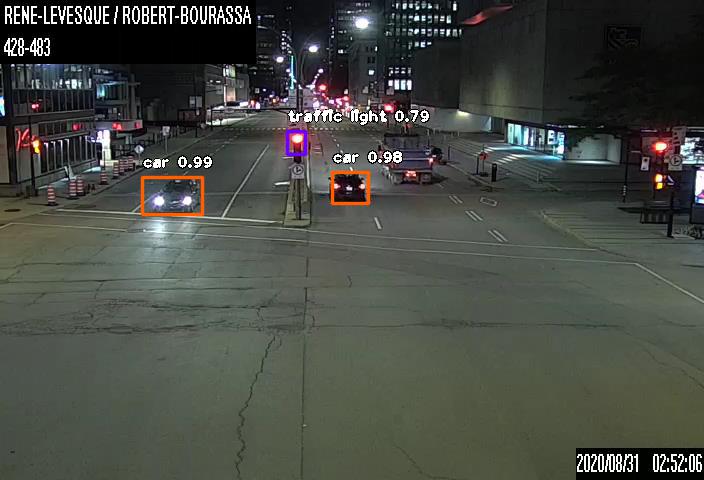 RENE-LEVESQUE / ROBERT-BOURASSA
428-483
traffic light 0.79
car 0.99
car 0.98
2020/08/31 02:52:06